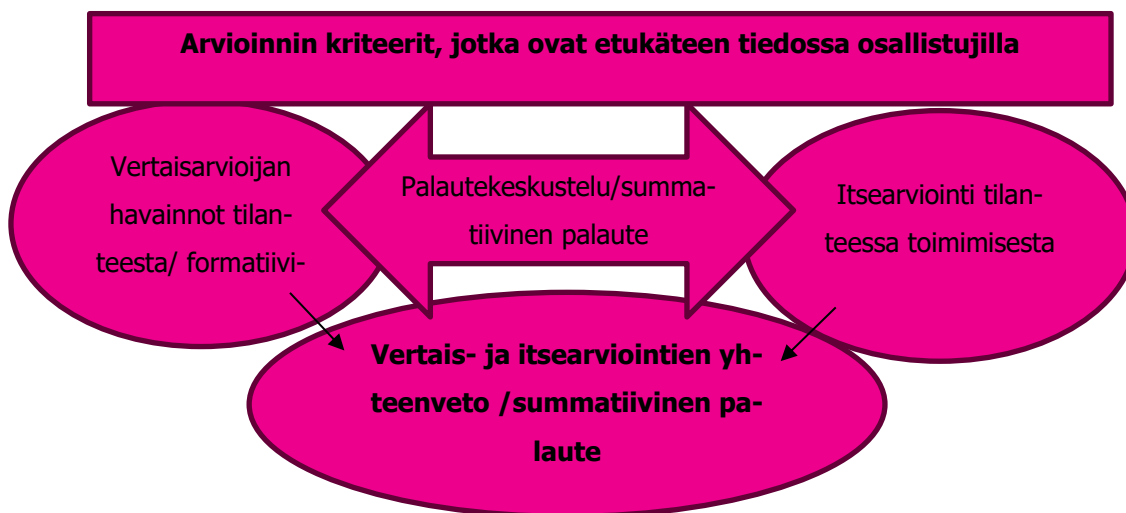 Arvioinnin kriteerit, jotka ovat etukäteen tiedossa osallistujilla
Vertaisarvioijan
havainnot tilan-
teesta/ formatiivi-
Palautekeskustelu/summa-
tiivinen palaute
Itsearviointi tilan-
teessa toimimisesta
Vertais- ja itsearviointien yh-
teenveto /summatiivinen pa-
laute